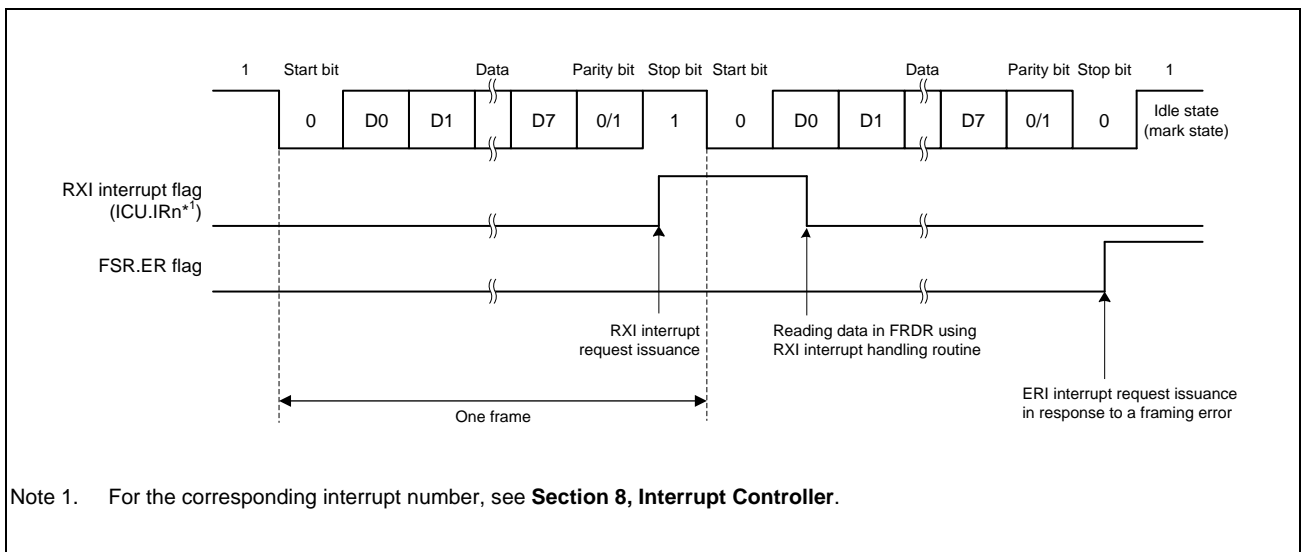 1 Start bit Data Parity bit Stop bit Start bit Data Parity bit Stop bit 1
0 D0 D1 D7 0/1 1 0 D0 D1 D7 0/1 0 Idle state
(mark state)
RXI interrupt flag
(ICU.IRn*1)
FSR.ER flag
RXI interrupt
request issuance
Reading data in FRDR using
RXI interrupt handling routine
ERI interrupt request issuance
in response to a framing error
One frame
Note 1. For the corresponding interrupt number, see Section 8, Interrupt Controller.